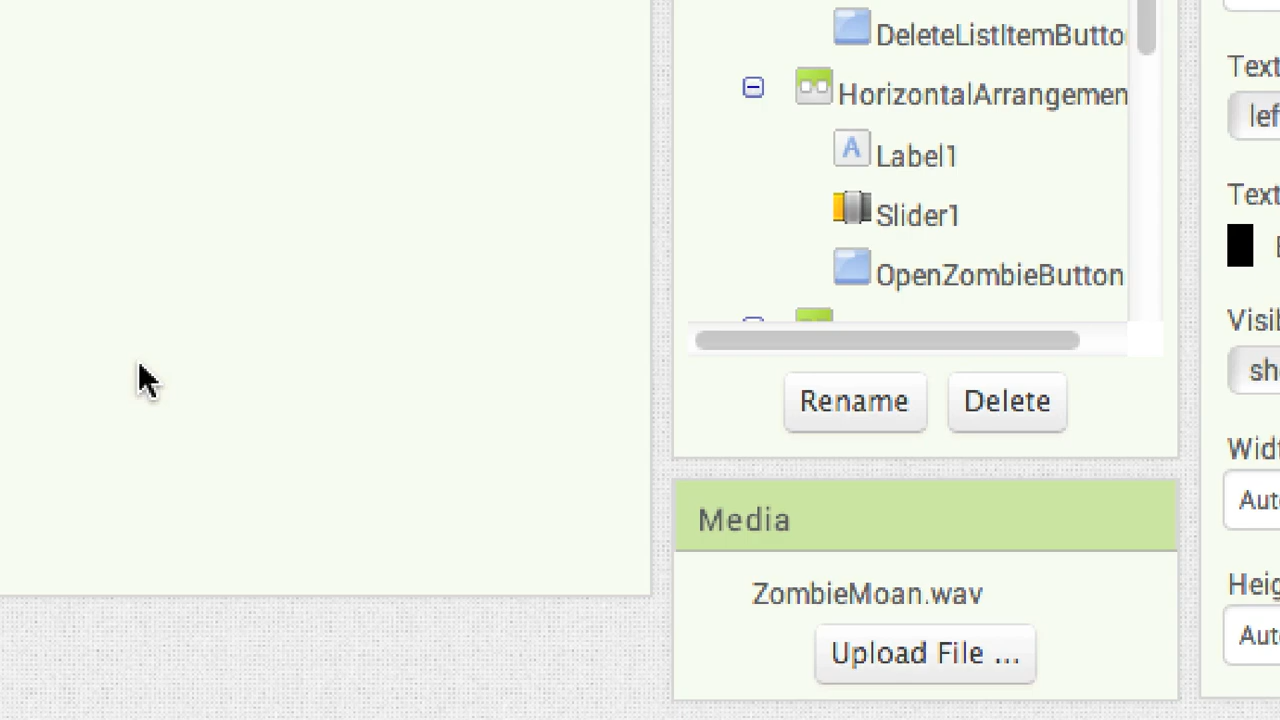 DeleteListItemButto
HorizontalArrangemen
Label1
Slider1
OpenZombieButton
Rename
Delete
Media
ZombieMoan.wav
Upload File ...
Text
lef
Text
Visib
sh
Widt
Aut
Heig
Aut